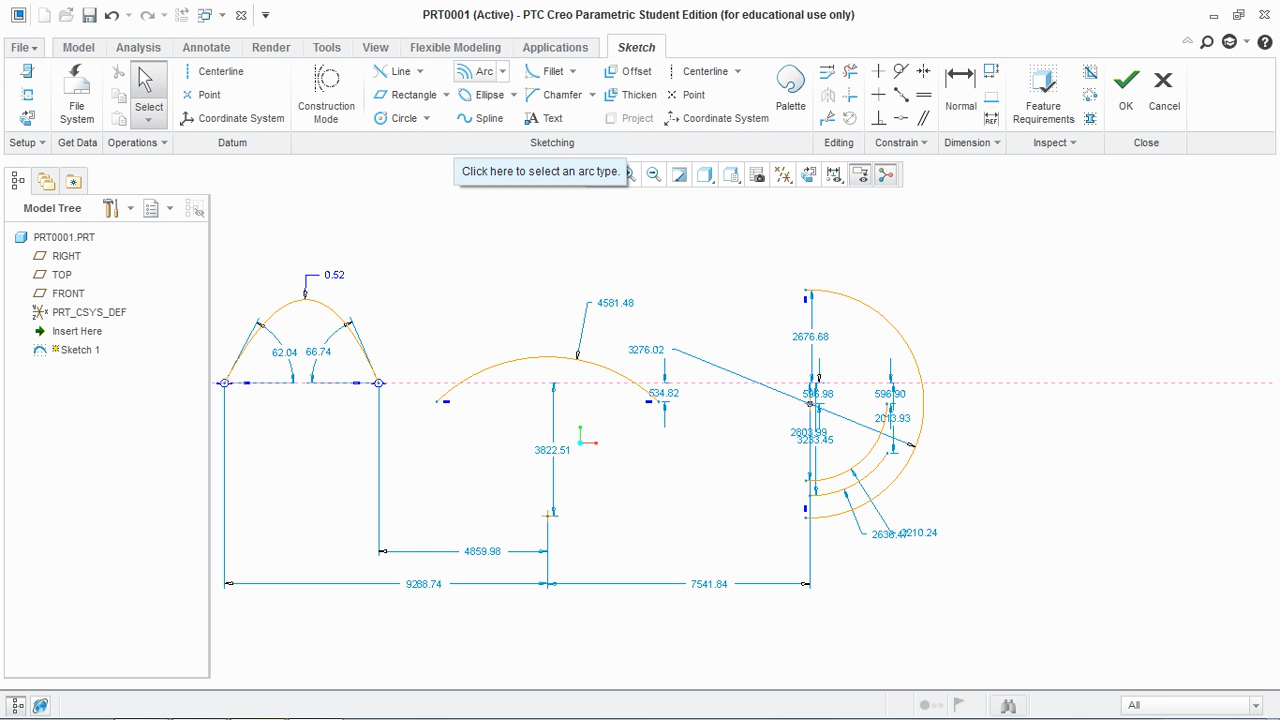 PRT0001 (Active) - PTC Creo Parametric Student Edition (for educational use only)
File Model Analysis Annotate Render Tools View Flexible Modeling Applications Sketch
File System
Select
Centerline
Point
Coordinate System
Construction Mode
Line Arc Fillet Offset Centerline
Rectangle Ellipse Chamfer Thicken Point
Circle Spline Text Project Coordinate System
Palette
Normal
Feature Requirements
OK
Cancel
Setup Get Data Operations Datum Sketching Editing Constrain Dimension Inspect Close
Click here to select an arc type.
Model Tree
PRT0001.PRT
RIGHT
TOP
FRONT
PRT_CSYS_DEF
Insert Here
Sketch 1
0.52
62.04 66.74
4581.48
3276.02
534.82
3822.51
2676.68
596.90
3283.45
2210.24
4859.98
9288.74
7541.84
All